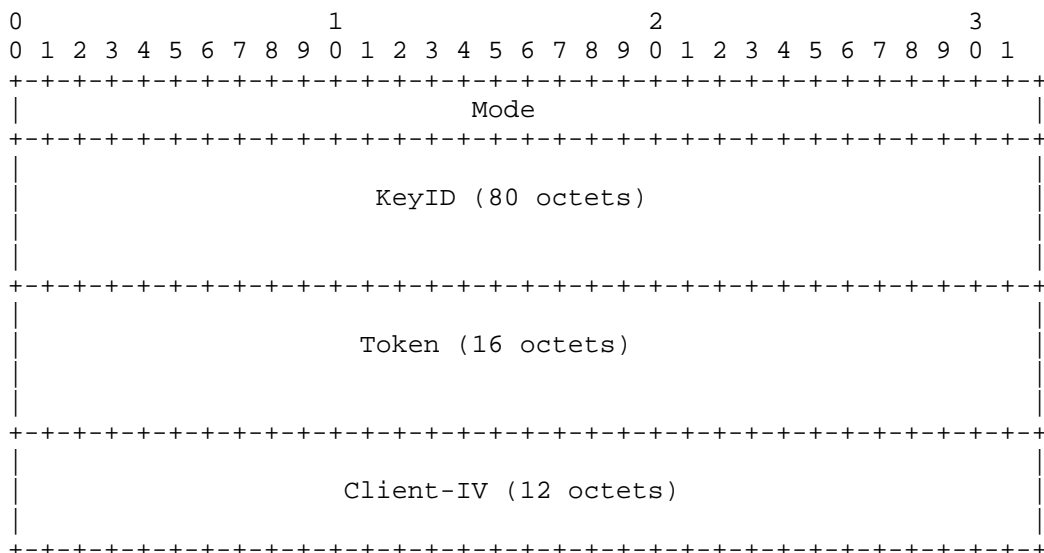 0                   1                   2                   3
0 1 2 3 4 5 6 7 8 9 0 1 2 3 4 5 6 7 8 9 0 1 2 3 4 5 6 7 8 9 0 1
+-+-+-+-+-+-+-+-+-+-+-+-+-+-+-+-+-+-+-+-+-+-+-+-+-+-+-+-+-+-+-+-+
|                            Mode                               |
+-+-+-+-+-+-+-+-+-+-+-+-+-+-+-+-+-+-+-+-+-+-+-+-+-+-+-+-+-+-+-+-+
|                                                               |
|                      KeyID (80 octets)                        |
|                                                               |
|                                                               |
+-+-+-+-+-+-+-+-+-+-+-+-+-+-+-+-+-+-+-+-+-+-+-+-+-+-+-+-+-+-+-+-+
|                                                               |
|                     Token (16 octets)                         |
|                                                               |
|                                                               |
+-+-+-+-+-+-+-+-+-+-+-+-+-+-+-+-+-+-+-+-+-+-+-+-+-+-+-+-+-+-+-+-+
|                                                               |
|                    Client-IV (12 octets)                      |
|                                                               |
+-+-+-+-+-+-+-+-+-+-+-+-+-+-+-+-+-+-+-+-+-+-+-+-+-+-+-+-+-+-+-+-+